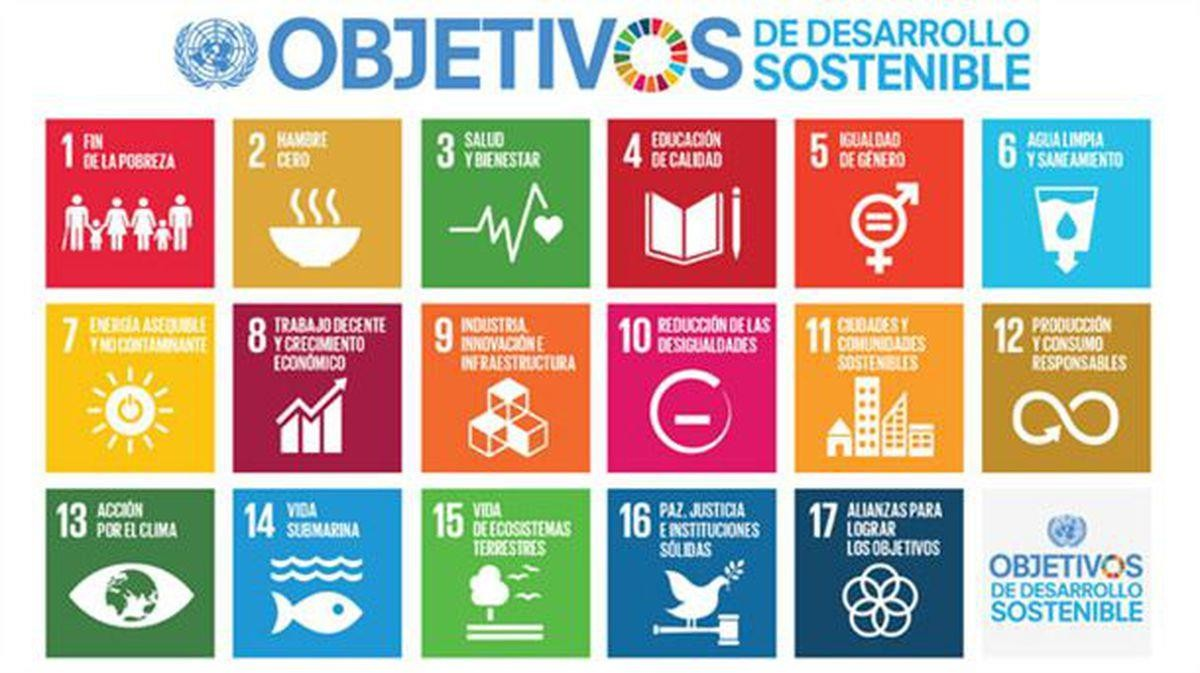 OBJETIVOS
DE DESARROLLO
SOSTENIBLE
1 FIN
DE LA POBREZA
2 HAMBRE
CERO
3 SALUD
Y BIENESTAR
4 EDUCACIÓN
DE CALIDAD
5 IGUALDAD
DE GÉNERO
6 AGUA LIMPIA
Y SANEAMIENTO
7 ENERGÍA ASEQUIBLE
Y NO CONTAMINANTE
8 TRABAJO DECENTE
Y CRECIMIENTO
ECONÓMICO
9 INDUSTRIA,
INNOVACIÓN E
INFRAESTRUCTURA
10 REDUCCIÓN DE LAS
DESIGUALDADES
11 CIUDADES Y
COMUNIDADES
SOSTENIBLES
12 PRODUCCIÓN
Y CONSUMO
RESPONSABLES
13 ACCIÓN
POR EL CLIMA
14 VIDA
SUBMARINA
15 VIDA
DE ECOSISTEMAS
TERRESTRES
16 PAZ, JUSTICIA
E INSTITUCIONES
SÓLIDAS
17 ALIANZAS PARA
LOGRAR
LOS OBJETIVOS
OBJETIVOS
DE DESARROLLO
SOSTENIBLE